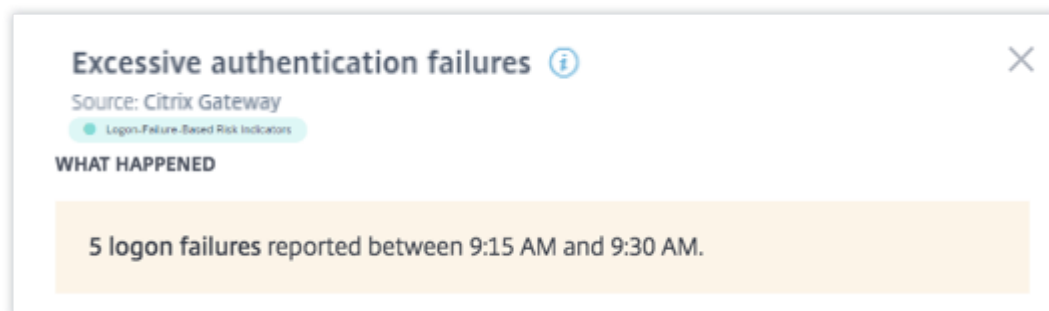 Excessive authentication failures i
Source: Citrix Gateway
Logon-Failure-Based Risk Indicators
WHAT HAPPENED
5 logon failures reported between 9:15 AM and 9:30 AM.